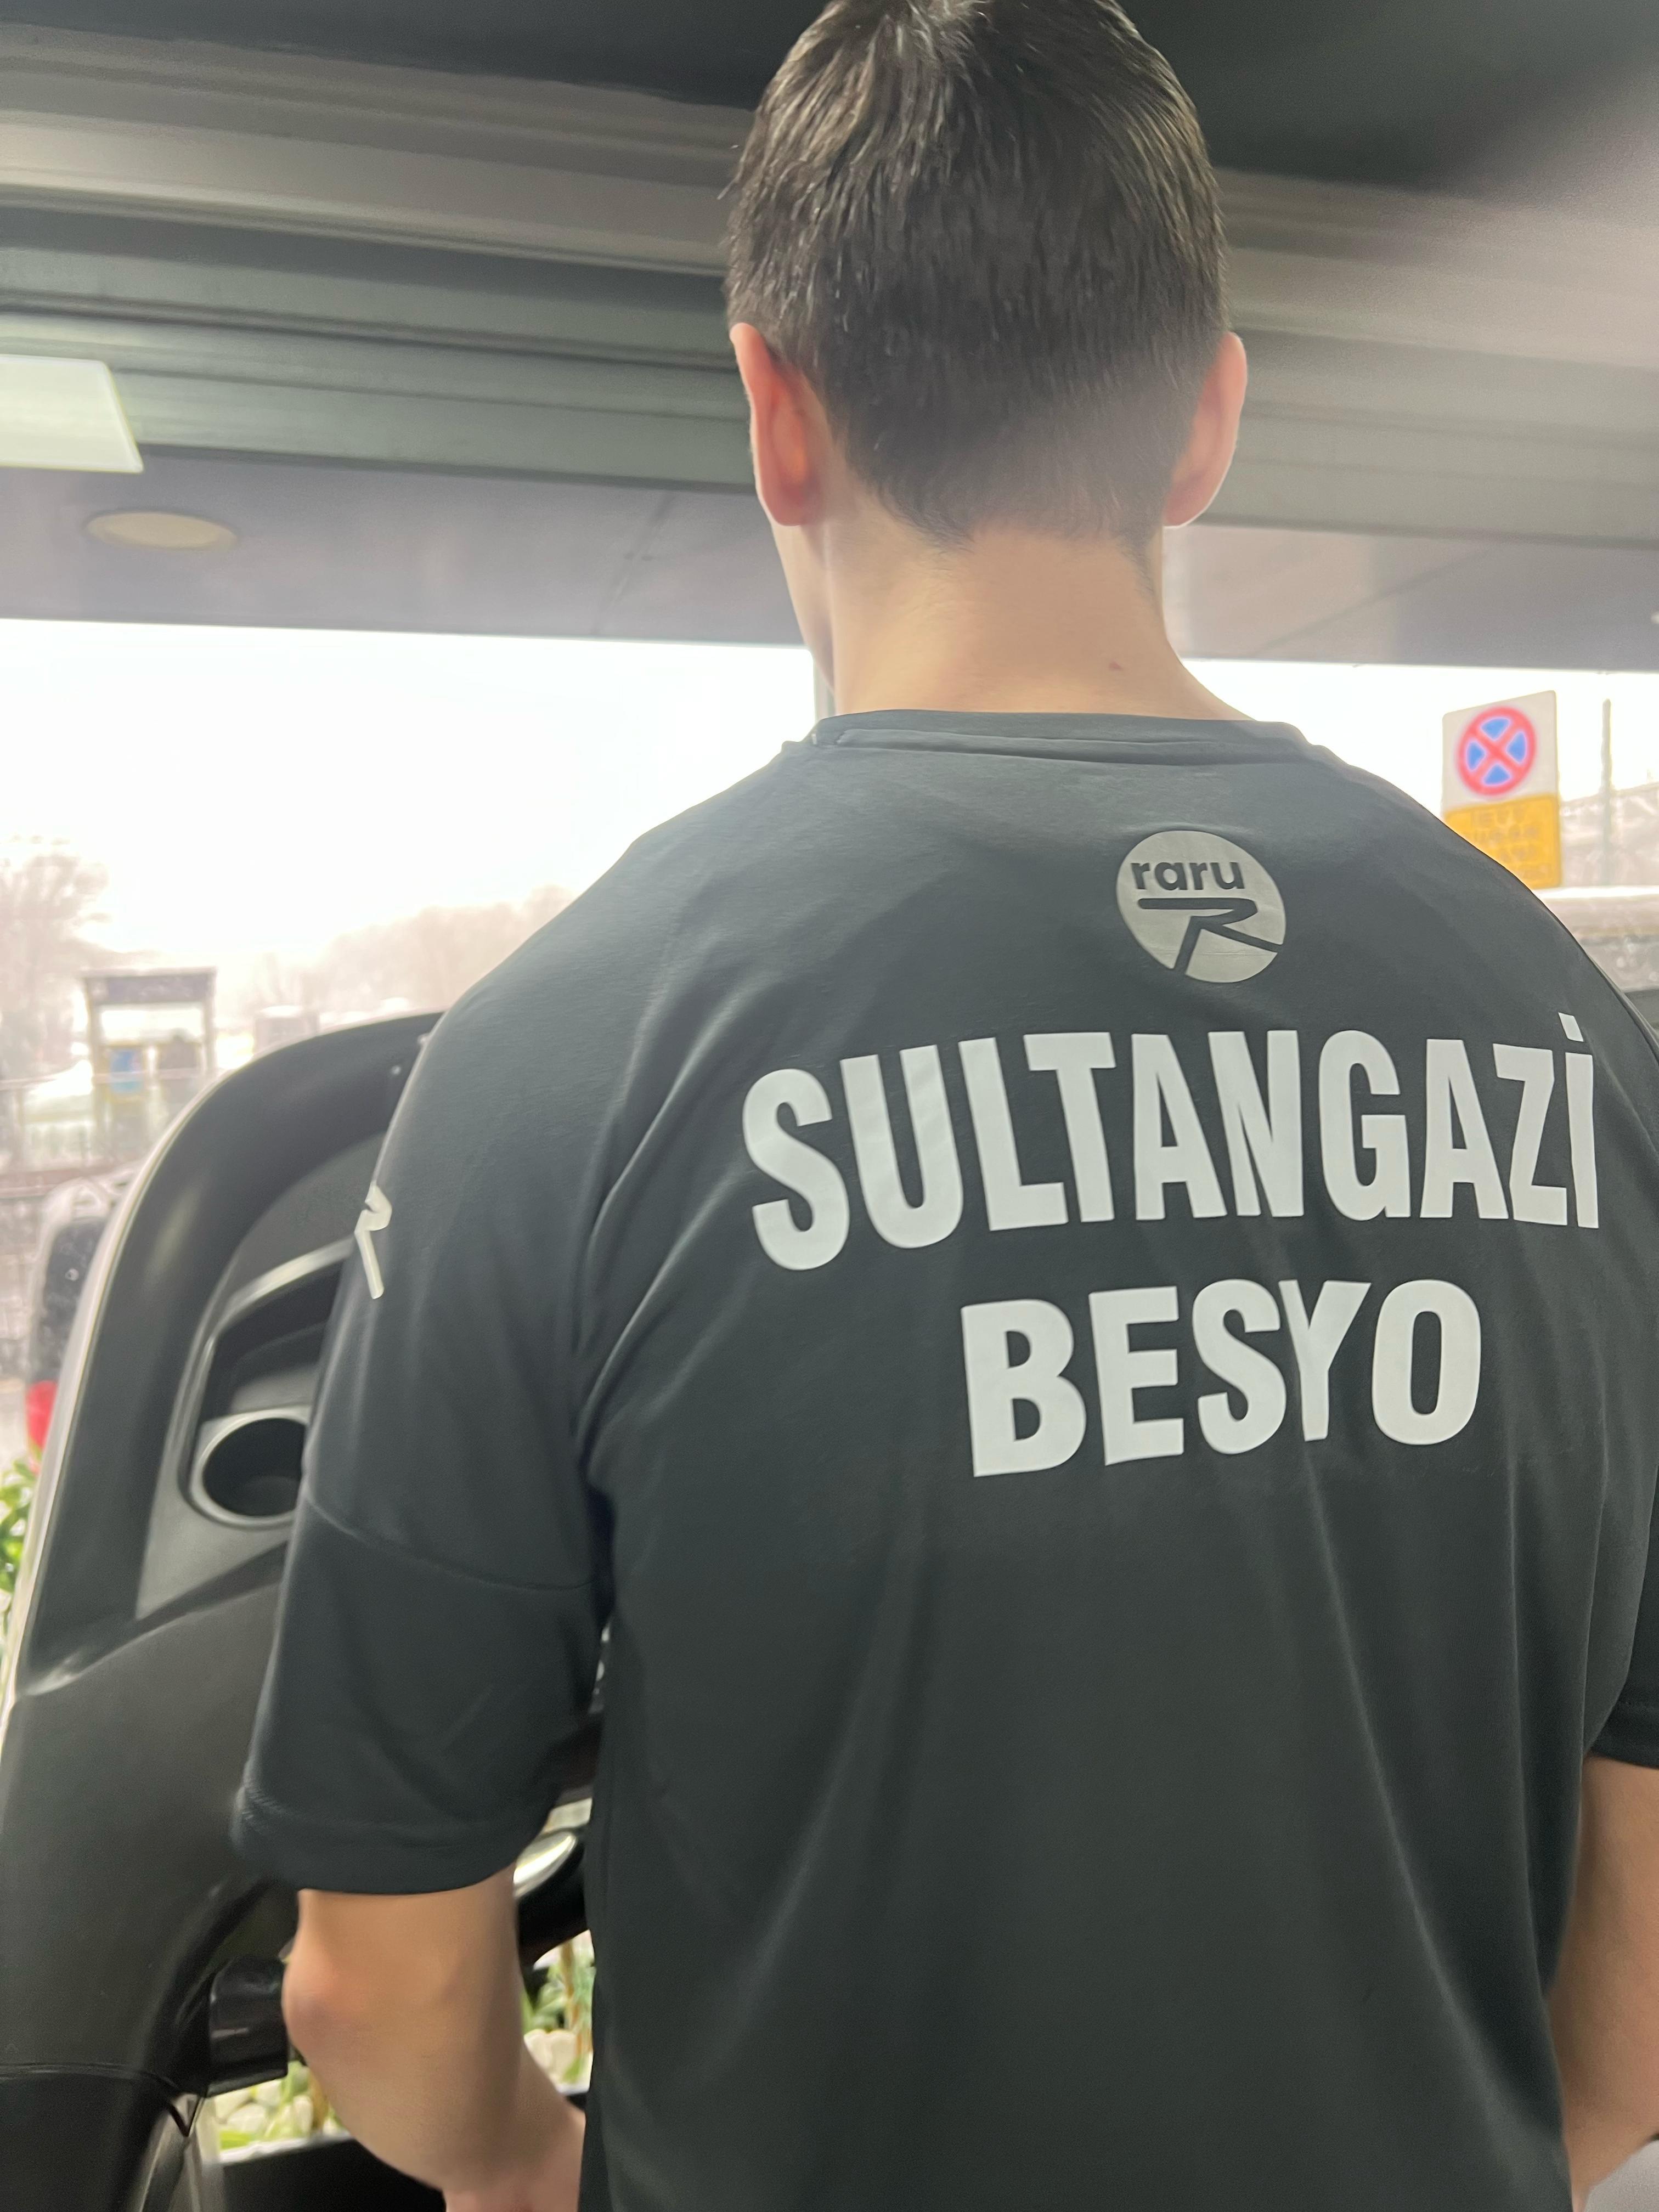 raru
R
SULTANGAZİ
BESYO
R